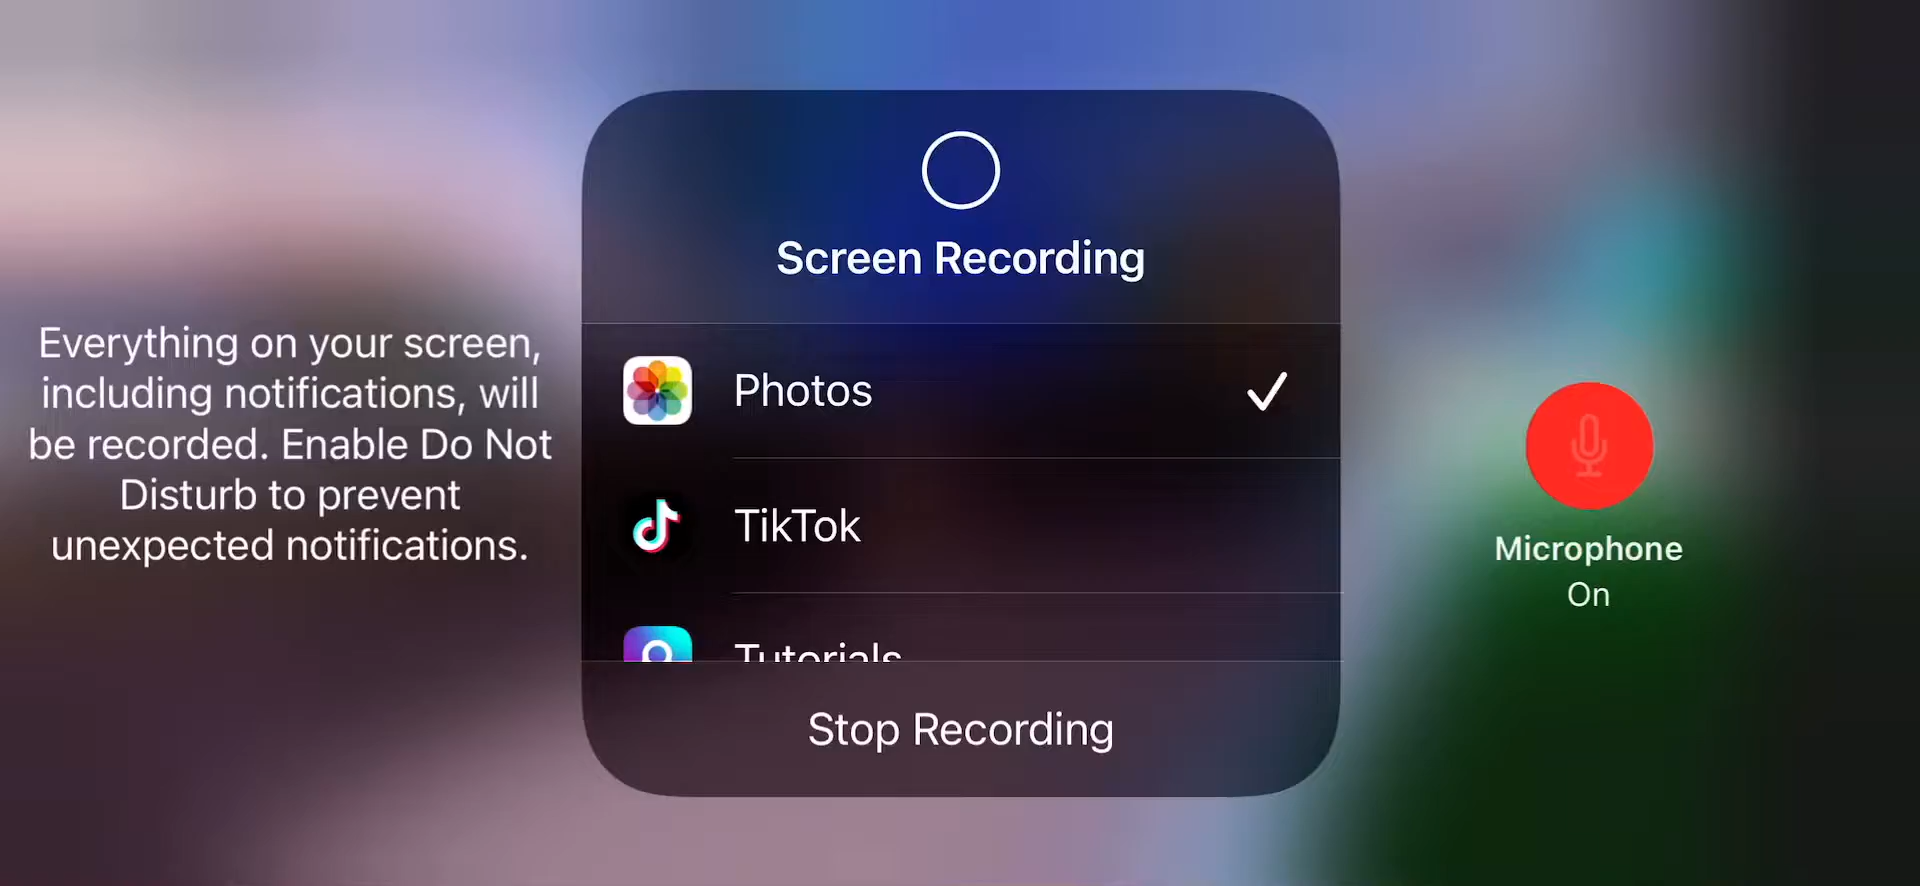 Screen Recording
Everything on your screen,
including notifications, will
be recorded. Enable Do Not
Disturb to prevent
unexpected notifications.
Photos
TikTok
Tutorials
Stop Recording
Microphone
On